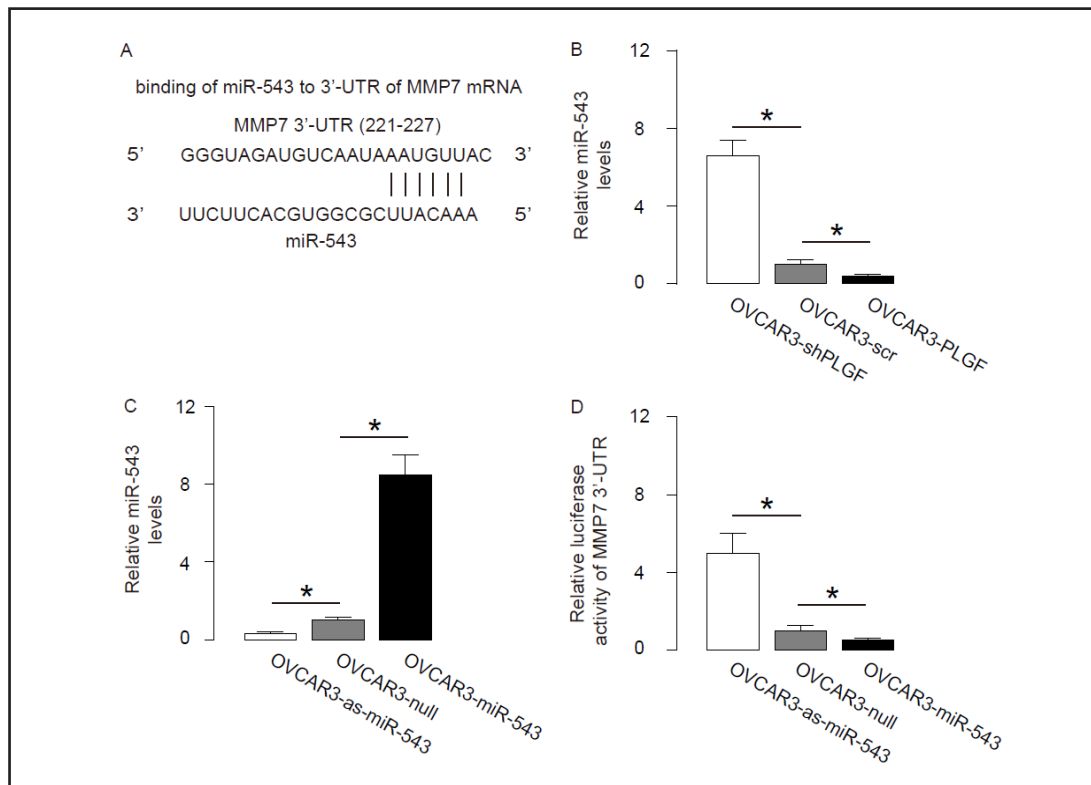 A
binding of miR-543 to 3'-UTR of MMP7 mRNA
MMP7 3'-UTR (221-227)
5' GGGUAGAUGUCAAUAAAUGUUAC 3'
3' UUCUUCACGUGGCGCUUACAAA 5'
miR-543
B
Relative miR-543
levels
12
8
4
0
*
*
OVCAR3-shPLGF
OVCAR3-scr
OVCAR3-PLGF
C
Relative miR-543
levels
12
8
4
0
*
*
OVCAR3-as-miR-543
OVCAR3-null
OVCAR3-miR-543
D
Relative luciferase
activity of MMP7 3'-UTR
12
8
4
0
*
*
OVCAR3-as-miR-543
OVCAR3-null
OVCAR3-miR-543